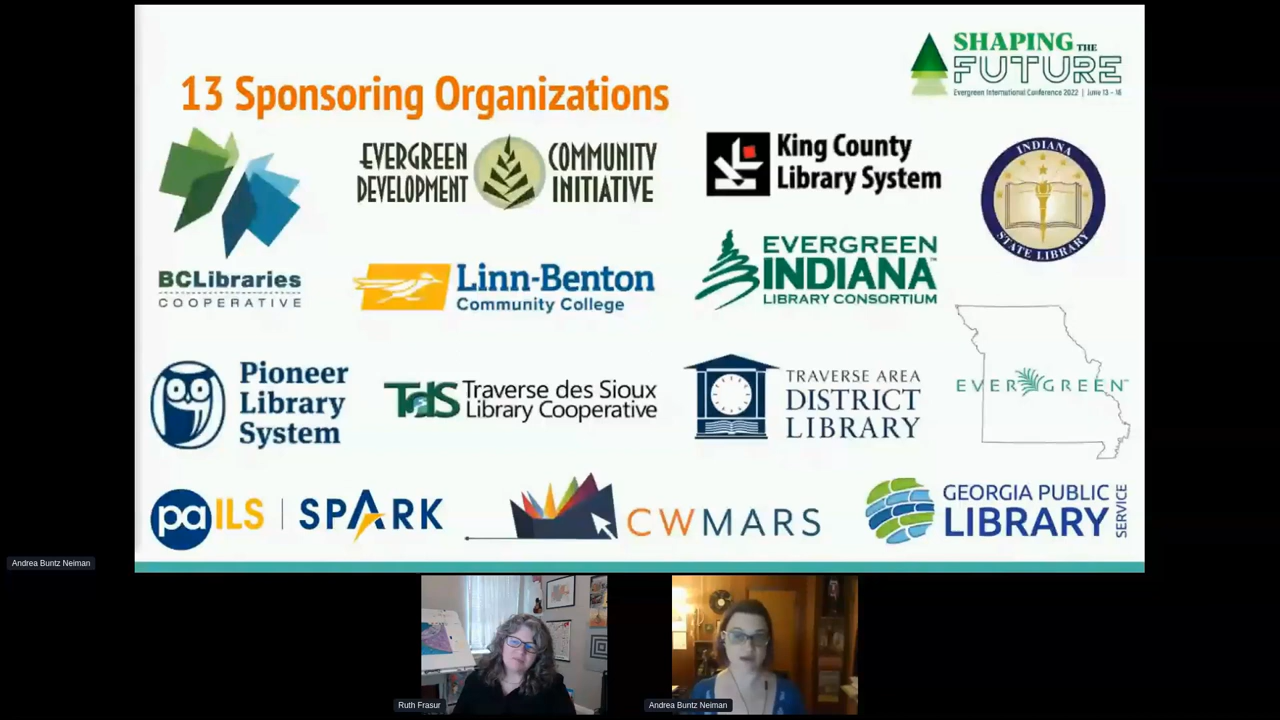 SHAPING THE
FUTURE
Evergreen International Conference 2022 | June 13 - 16
13 Sponsoring Organizations
BCLibraries
COOPERATIVE
EVERGREEN
DEVELOPMENT
COMMUNITY
INITIATIVE
King County
Library System
INDIANA
STATE LIBRARY
Linn-Benton
Community College
EVERGREEN
INDIANA™
LIBRARY CONSORTIUM
Pioneer
Library
System
TdS Traverse des Sioux
Library Cooperative
TRAVERSE AREA
DISTRICT
LIBRARY
EVERGREEN™
paILS | SPARK
CWMARS
GEORGIA PUBLIC
LIBRARY
SERVICE
Andrea Buntz Neiman
Ruth Frasur
Andrea Buntz Neiman